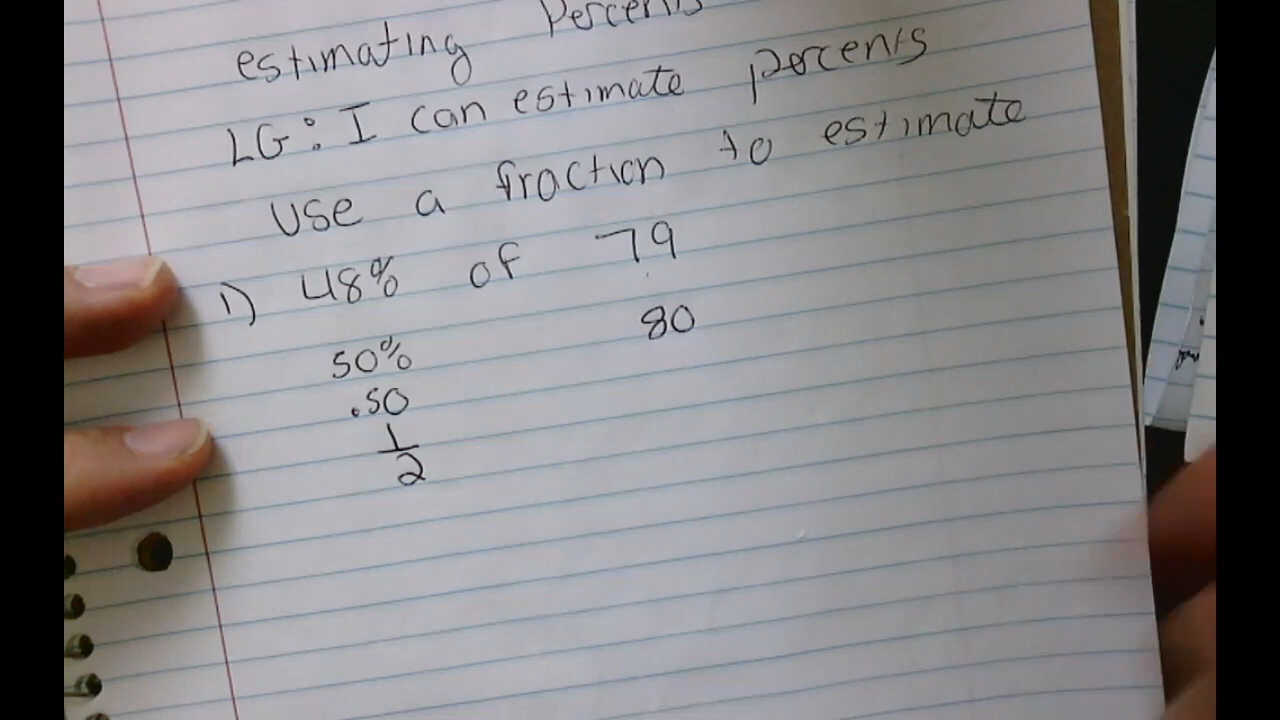 estimating Percents
LG: I can estimate percents
Use a fraction to estimate
1) 48% of 79
50% 80
.50
1
2